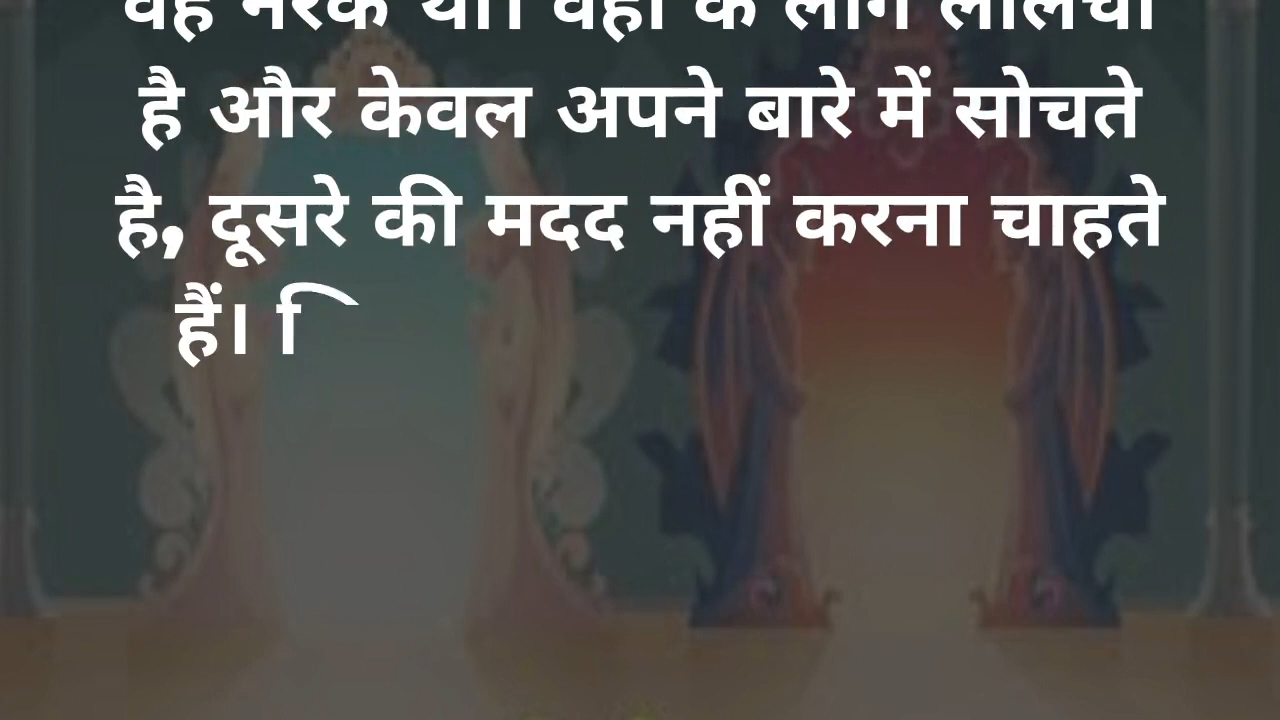 वह नरक था। वहाँ के लोग लालची
है और केवल अपने बारे में सोचते
है, दूसरे की मदद नहीं करना चाहते
हैं। ि